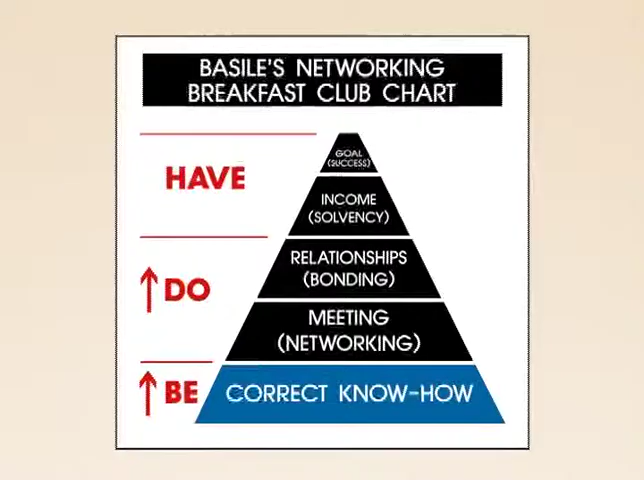 BASILE'S NETWORKING
BREAKFAST CLUB CHART
GOAL
(SUCCESS)
HAVE
INCOME
(SOLVENCY)
RELATIONSHIPS
(BONDING)
DO
MEETING
(NETWORKING)
BE
CORRECT KNOW-HOW